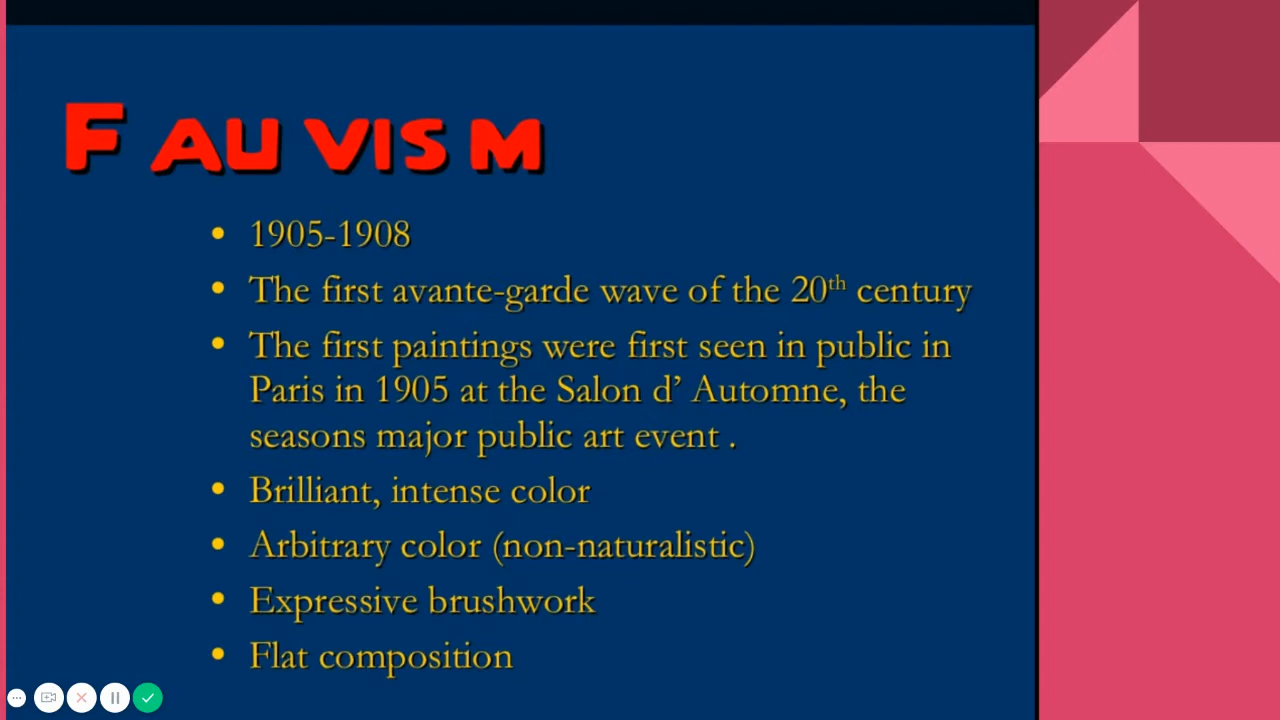 F AU VIS M
• 1905-1908
• The first avante-garde wave of the 20th century
• The first paintings were first seen in public in
Paris in 1905 at the Salon d’ Automne, the
seasons major public art event .
• Brilliant, intense color
• Arbitrary color (non-naturalistic)
• Expressive brushwork
• Flat composition